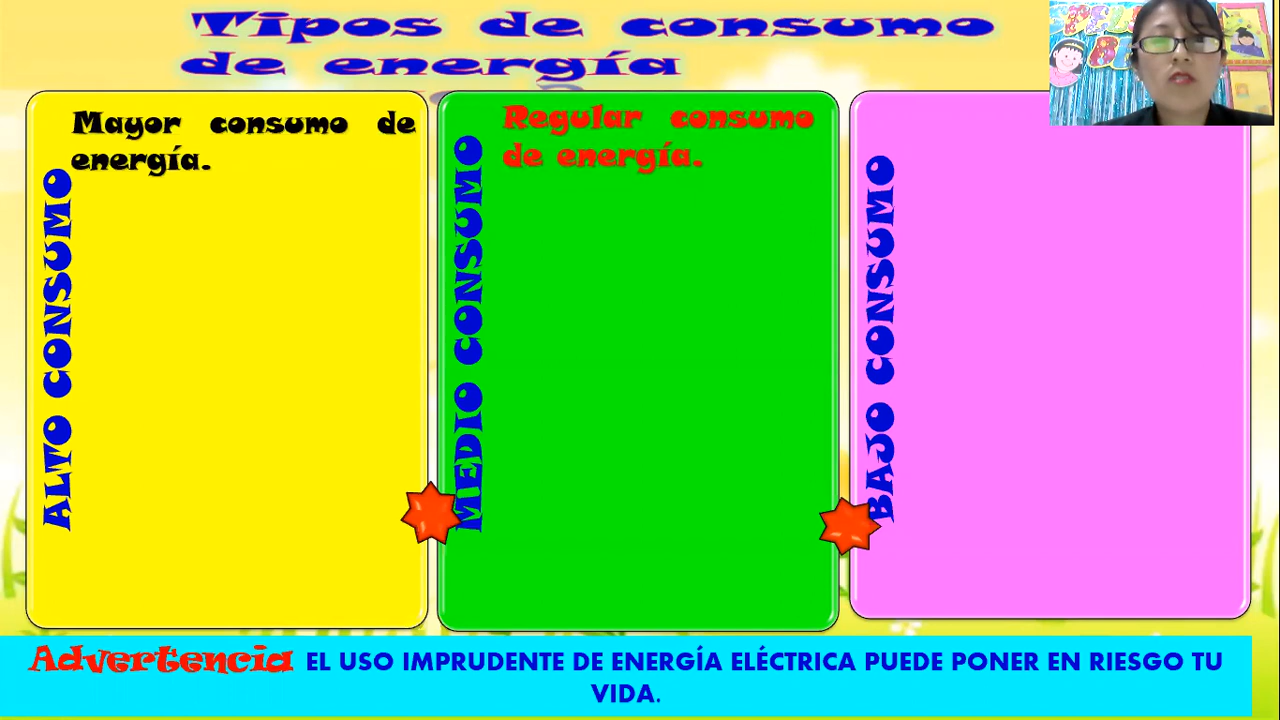 Tipos de consumo
de energía
Mayor consumo de
energía.
ALTO CONSUMO
Regular consumo
de energía.
MEDIO CONSUMO
BAJO CONSUMO
Advertencia EL USO IMPRUDENTE DE ENERGÍA ELÉCTRICA PUEDE PONER EN RIESGO TU
VIDA.